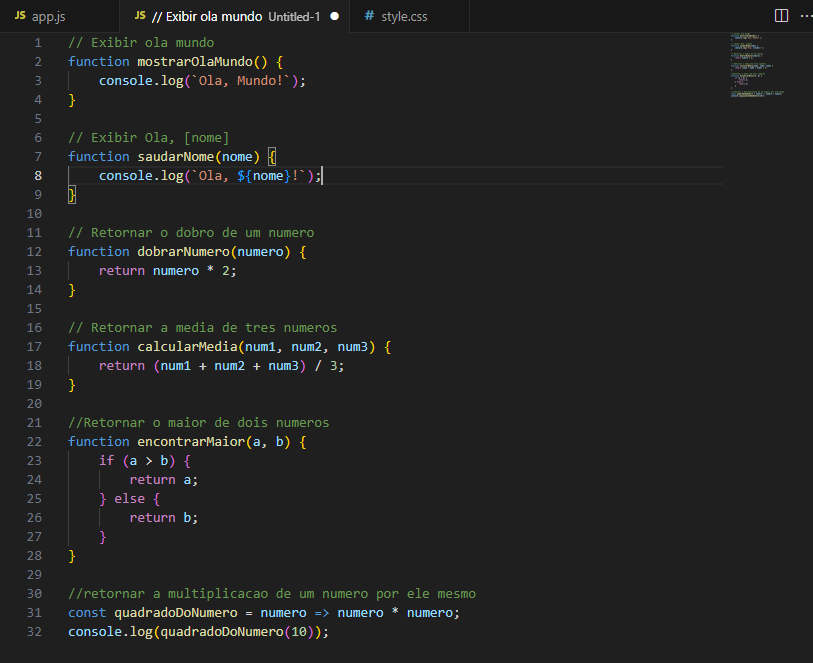 JS app.js JS // Exibir ola mundo Untitled-1 ● # style.css
1 // Exibir ola mundo
2 function mostrarOlaMundo() {
3     console.log(`Ola, Mundo!`);
4 }
5
6 // Exibir Ola, [nome]
7 function saudarNome(nome) {
8     console.log(`Ola, ${nome}!`);
9 }
10
11 // Retornar o dobro de um numero
12 function dobrarNumero(numero) {
13     return numero * 2;
14 }
15
16 // Retornar a media de tres numeros
17 function calcularMedia(num1, num2, num3) {
18     return (num1 + num2 + num3) / 3;
19 }
20
21 //Retornar o maior de dois numeros
22 function encontrarMaior(a, b) {
23     if (a > b) {
24         return a;
25     } else {
26         return b;
27     }
28 }
29
30 //retornar a multiplicacao de um numero por ele mesmo
31 const quadradoDoNumero = numero => numero * numero;
32 console.log(quadradoDoNumero(10));